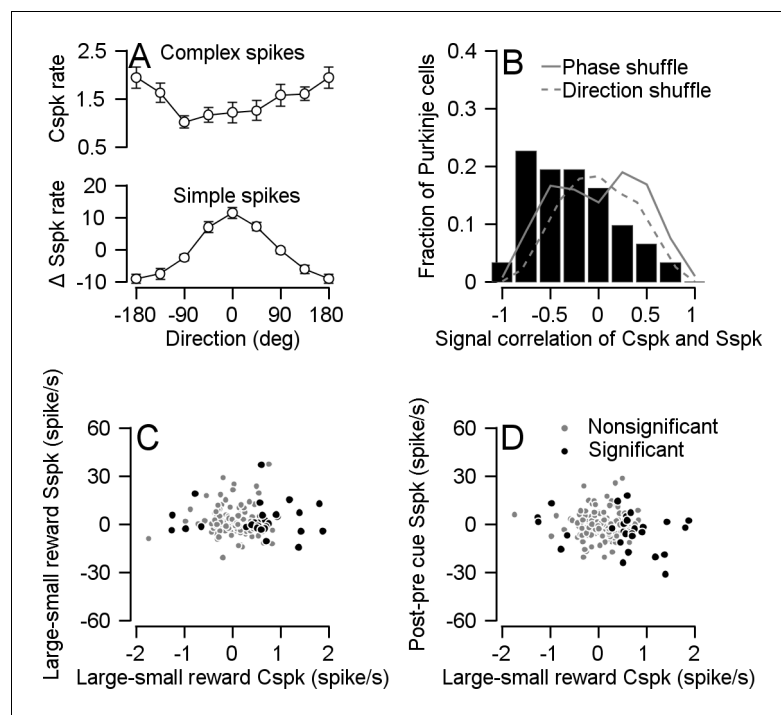 A
Complex spikes
Cspk rate
2.5
1.5
0.5
Simple spikes
Δ Sspk rate
20
10
0
-10
-180 -90 0 90 180
Direction (deg)
B
Phase shuffle
Direction shuffle
Fraction of Purkinje cells
0.4
0.3
0.2
0.1
0
-1 -0.5 0 0.5 1
Signal correlation of Cspk and Sspk
C
Large-small reward Sspk (spike/s)
60
30
0
-30
-60
-2 -1 0 1 2
Large-small reward Cspk (spike/s)
D
Nonsignificant
Significant
Post-pre cue Sspk (spike/s)
60
30
0
-30
-60
-2 -1 0 1 2
Large-small reward Cspk (spike/s)